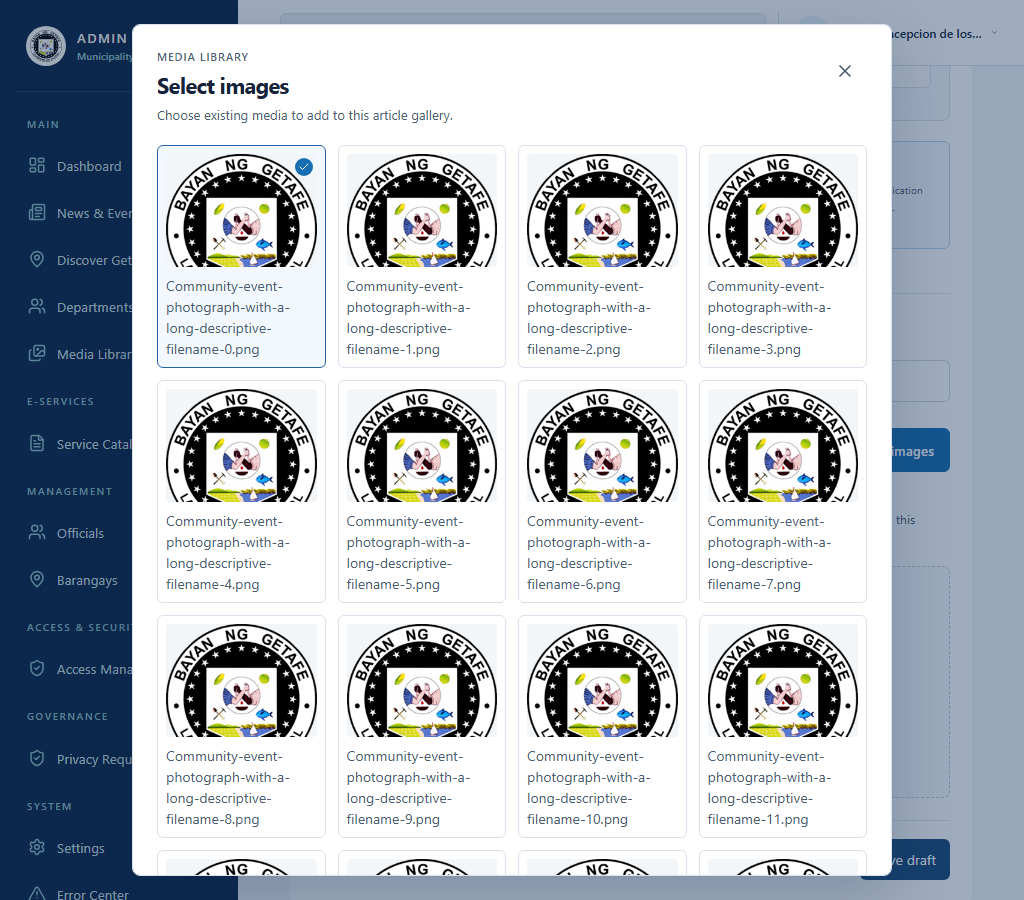 ADMIN
Municipality
MAIN
Dashboard
News & Ever
Discover Get
Departments
Media Librar
E-SERVICES
Service Catal
MANAGEMENT
Officials
Barangays
ACCESS & SECURI
Access Mana
GOVERNANCE
Privacy Requ
SYSTEM
Settings
Error Center
MEDIA LIBRARY
Select images
Choose existing media to add to this article gallery.
BAYAN NG GETAFE
Community-event-
photograph-with-a-
long-descriptive-
filename-0.png
BAYAN NG GETAFE
Community-event-
photograph-with-a-
long-descriptive-
filename-1.png
BAYAN NG GETAFE
Community-event-
photograph-with-a-
long-descriptive-
filename-2.png
BAYAN NG GETAFE
Community-event-
photograph-with-a-
long-descriptive-
filename-3.png
BAYAN NG GETAFE
Community-event-
photograph-with-a-
long-descriptive-
filename-4.png
BAYAN NG GETAFE
Community-event-
photograph-with-a-
long-descriptive-
filename-5.png
BAYAN NG GETAFE
Community-event-
photograph-with-a-
long-descriptive-
filename-6.png
BAYAN NG GETAFE
Community-event-
photograph-with-a-
long-descriptive-
filename-7.png
BAYAN NG GETAFE
Community-event-
photograph-with-a-
long-descriptive-
filename-8.png
BAYAN NG GETAFE
Community-event-
photograph-with-a-
long-descriptive-
filename-9.png
BAYAN NG GETAFE
Community-event-
photograph-with-a-
long-descriptive-
filename-10.png
BAYAN NG GETAFE
Community-event-
photograph-with-a-
long-descriptive-
filename-11.png
ncepcion de los...
ication
images
this
ve draft